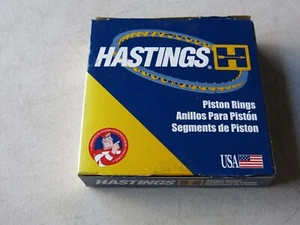 HASTINGS H
Piston Rings
Anillos Para Pistón
Segments de Piston
USA
HASTINGS H